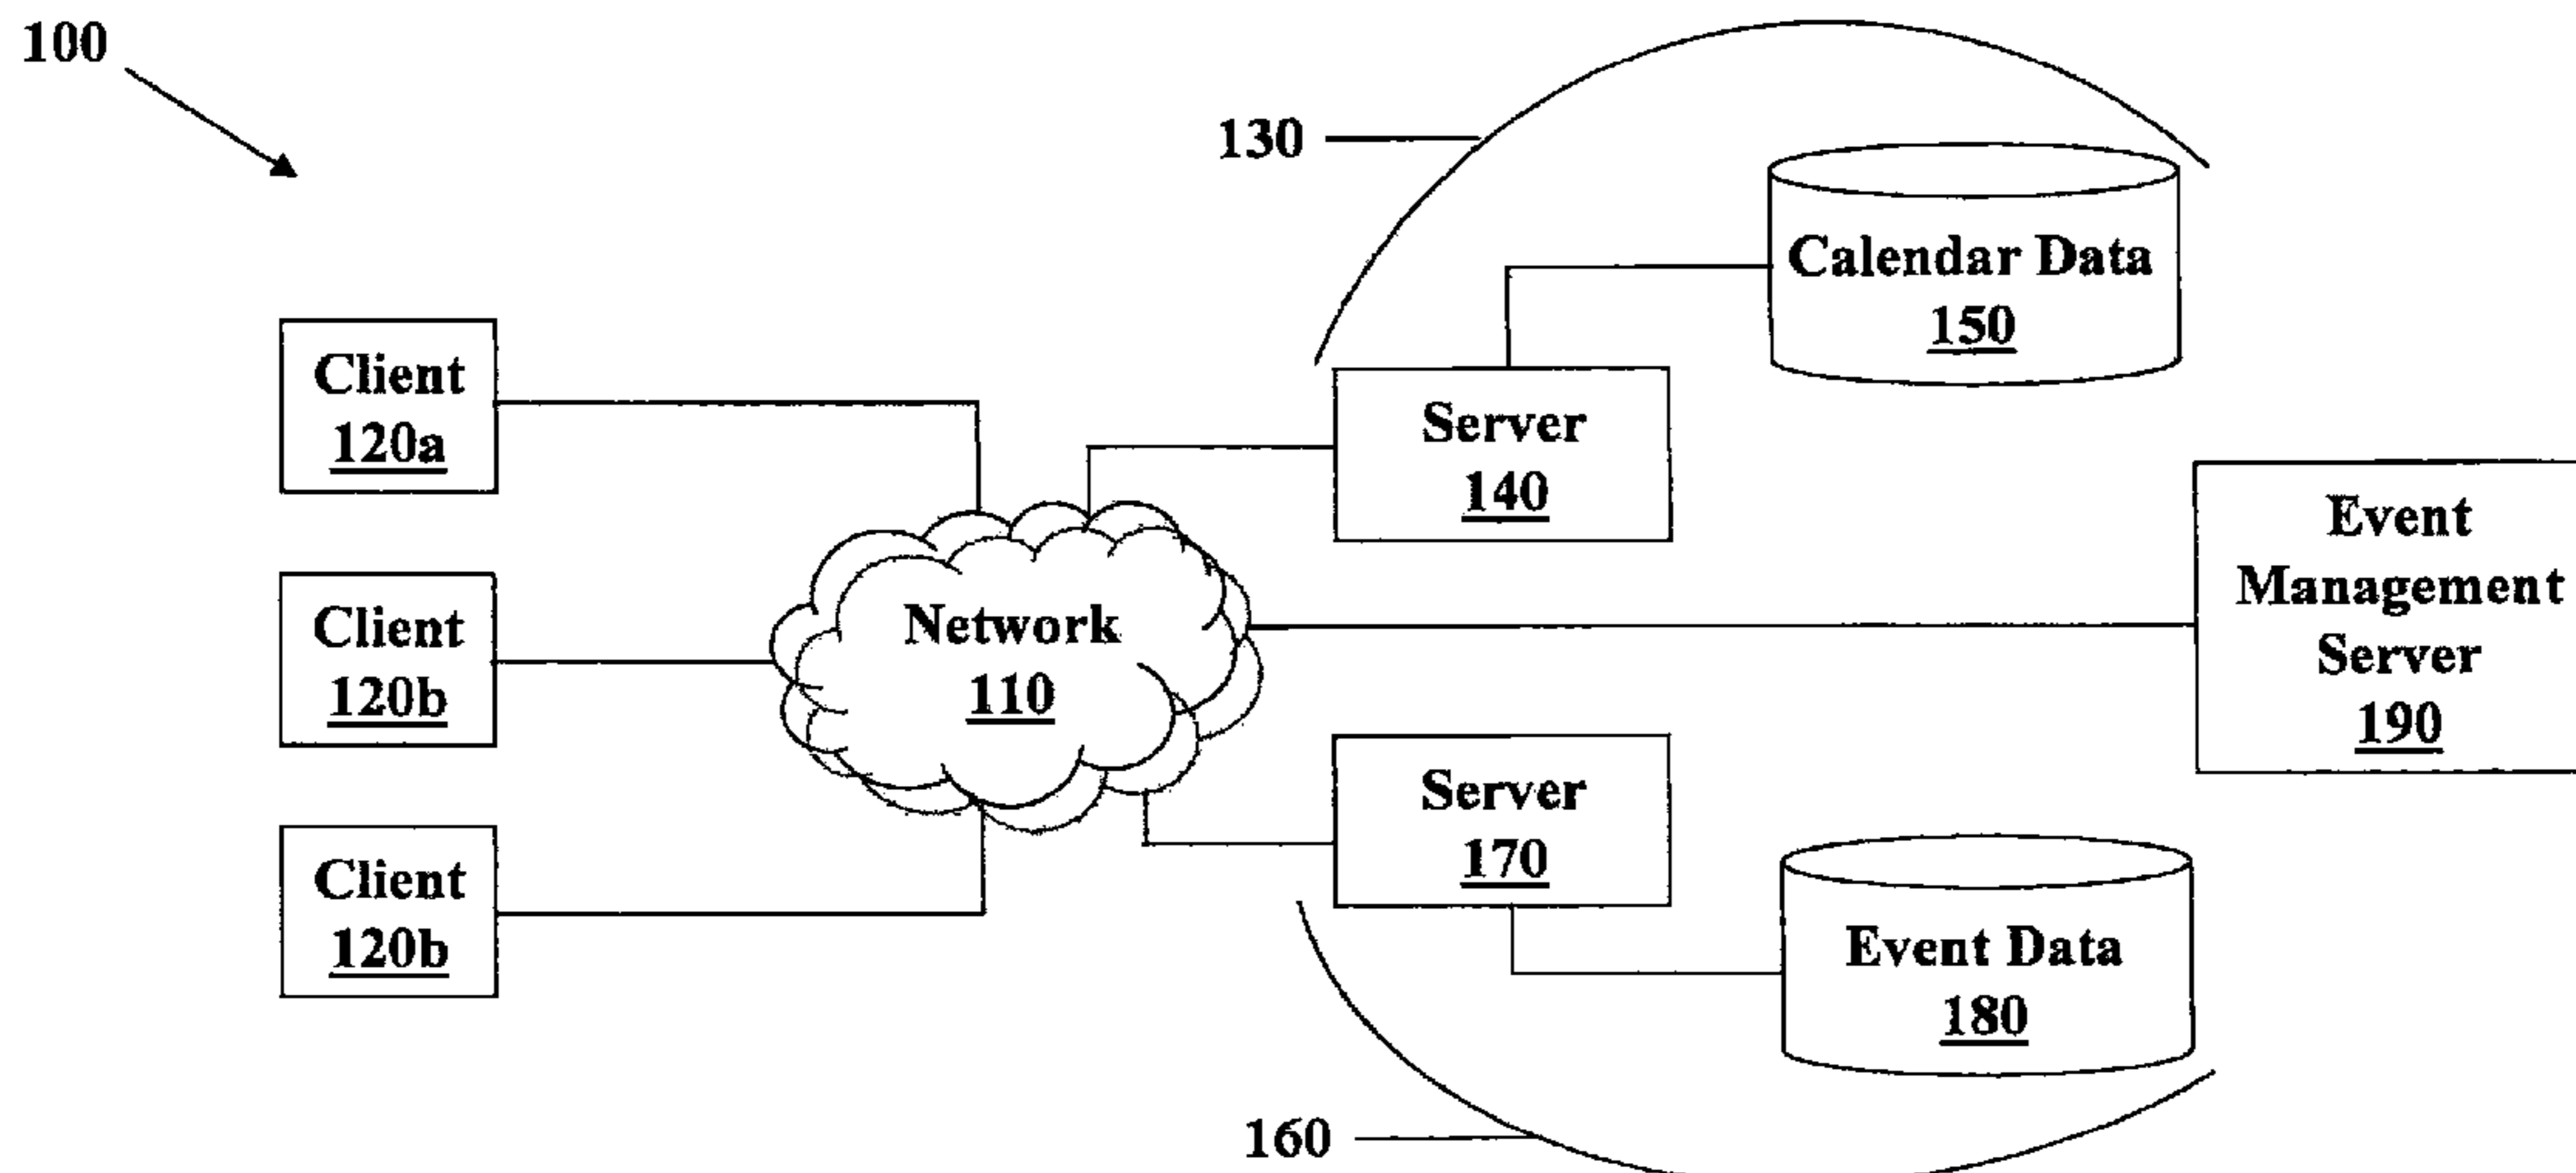 100
130
Calendar Data
150
Client
120a
Server
140
Event
Management
Server
190
Client
120b
Network
110
Server
170
Client
120b
Event Data
180
160